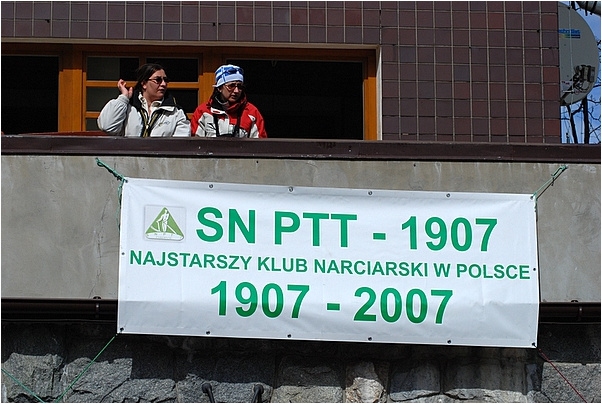 SN PTT - 1907
NAJSTARSZY KLUB NARCIARSKI W POLSCE
1907 - 2007